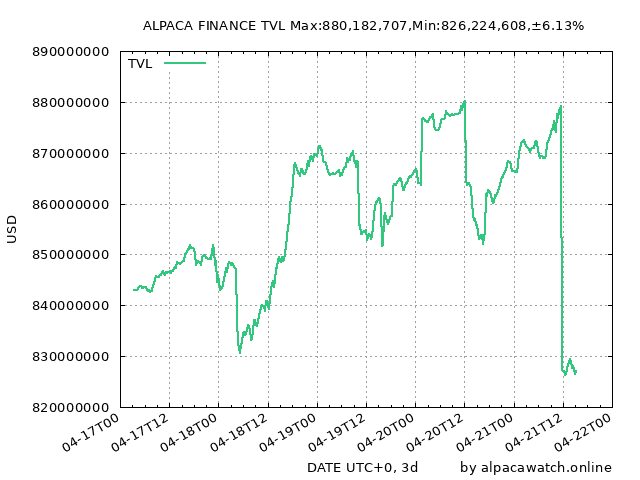 ALPACA FINANCE TVL Max:880,182,707,Min:826,224,608,±6.13%
890000000
TVL
880000000
870000000
860000000
USD
850000000
840000000
830000000
820000000
04-17T00
04-17T12
04-18T00
04-18T12
04-19T00
04-19T12
04-20T00
04-20T12
04-21T00
04-21T12
04-22T00
DATE UTC+0, 3d
by alpacawatch.online